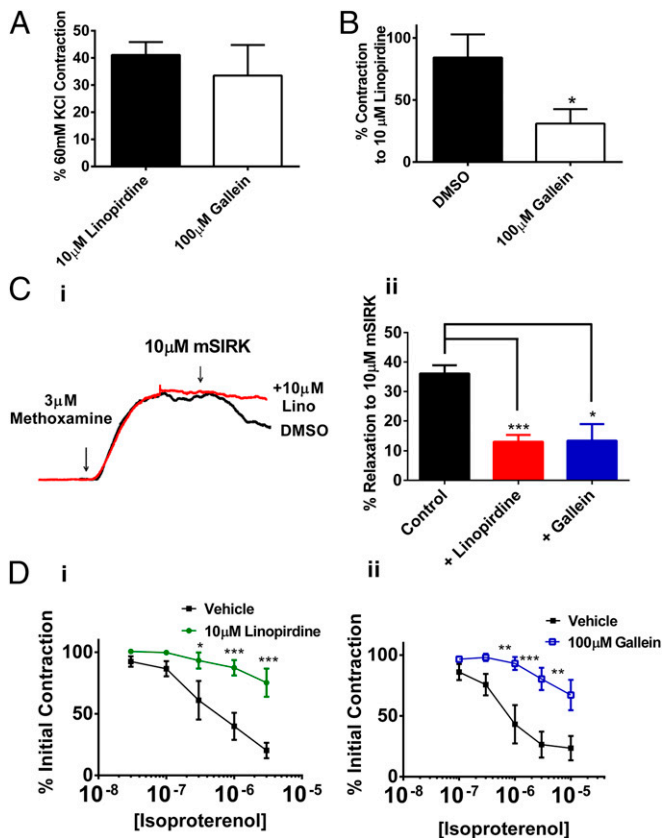 A
% 60mM KCl Contraction
50
40
30
20
10
0
10μM Linopirdine
100μM Gallein
B
% Contraction
to 10 μM Linopirdine
100
50
0
*
DMSO
100μM Gallein
C
i
10μM mSIRK
3μM
Methoxamine
+10μM
Lino
DMSO
ii
% Relaxation to 10μM mSIRK
50
40
30
20
10
0
***
*
Control
+ Linopirdine
+ Gallein
D
i
% Initial Contraction
Vehicle
10μM Linopirdine
100
50
0
* *** ***
10-8 10-7 10-6 10-5
[Isoproterenol]
ii
% Initial Contraction
Vehicle
100μM Gallein
100
50
0
** *** **
10-8 10-7 10-6 10-5
[Isoproterenol]